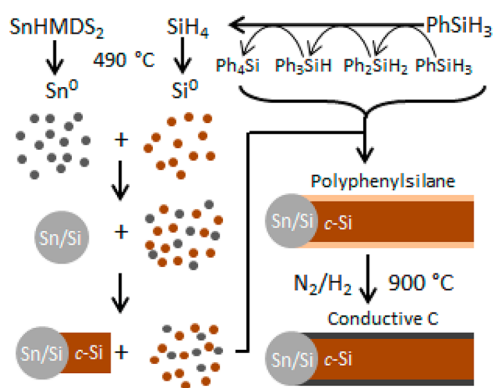 SnHMDS₂ SiH₄ PhSiH₃
490 °C
Ph₄Si Ph₃SiH Ph₂SiH₂ PhSiH₃
Sn⁰ Si⁰
+
Polyphenylsilane
Sn/Si + Sn/Si c-Si
N₂/H₂ 900 °C
Conductive C
Sn/Si c-Si + Sn/Si c-Si